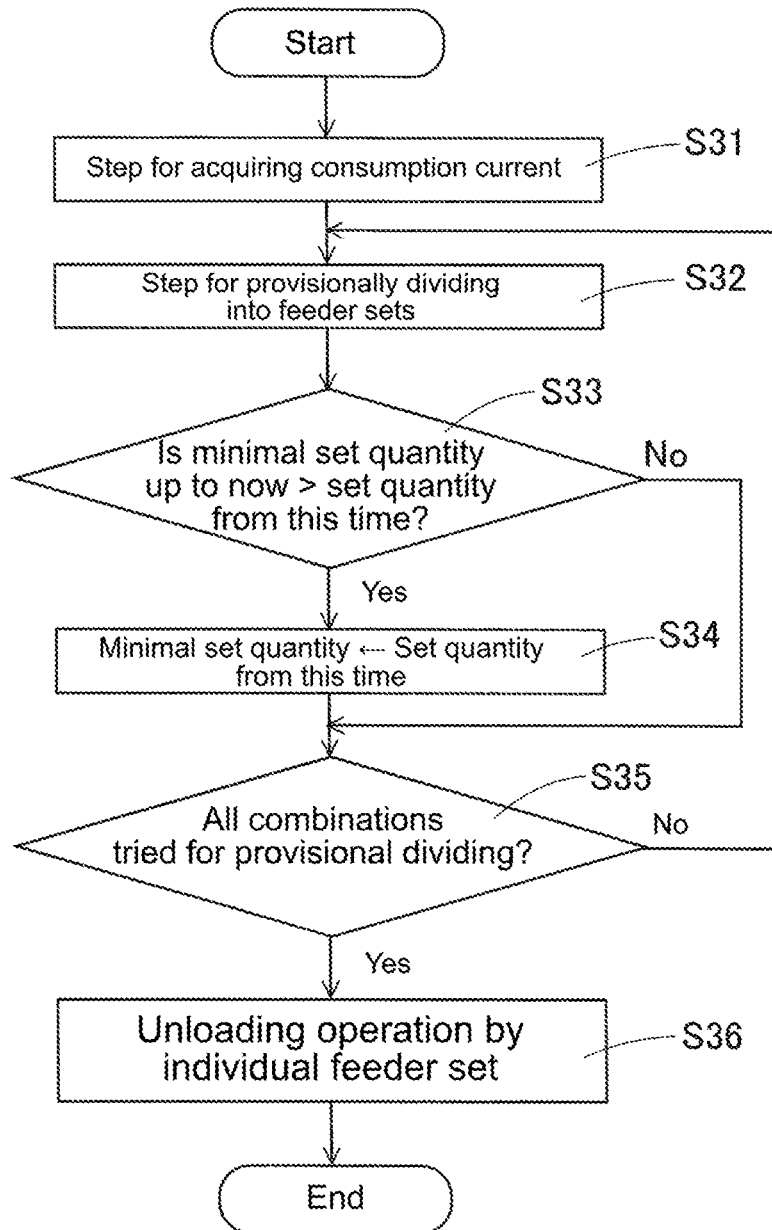 Start
Step for acquiring consumption current
S31
Step for provisionally dividing
into feeder sets
S32
S33
Is minimal set quantity
up to now > set quantity
from this time?
No
Yes
Minimal set quantity ← Set quantity
from this time
S34
S35
All combinations
tried for provisional dividing?
No
Yes
Unloading operation by
individual feeder set
S36
End